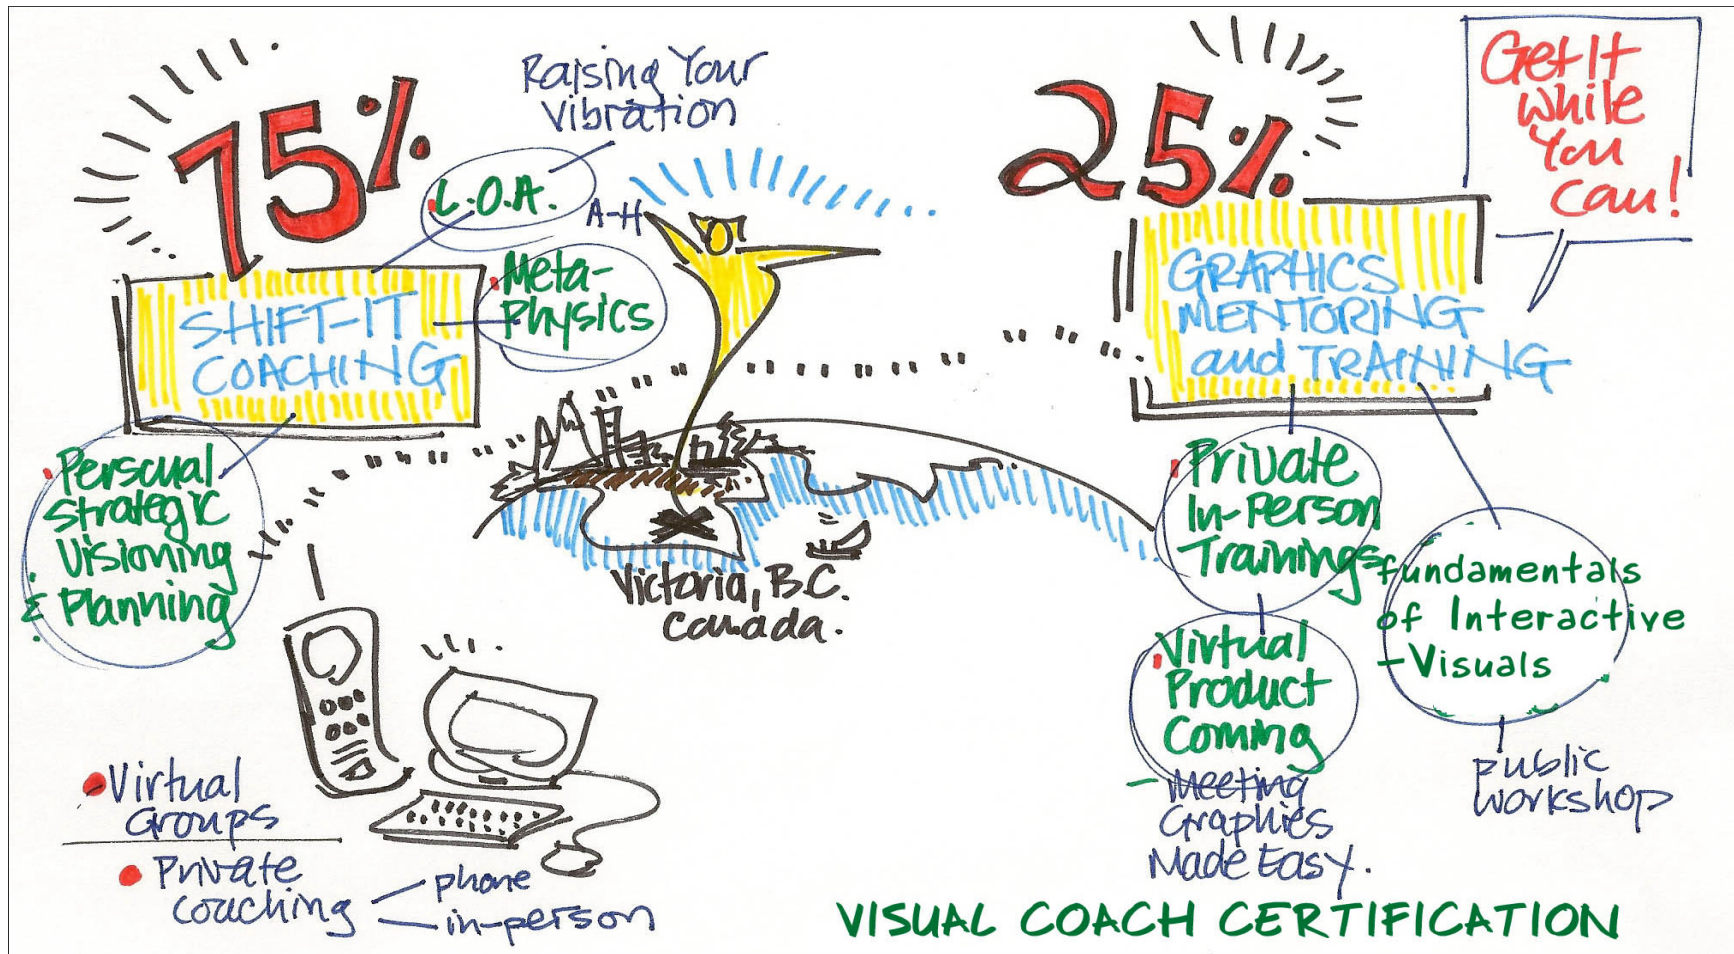 75%
Raising Your
Vibration
L.O.A.
A-H
Meta-
Physics
SHIFT-IT
COACHING
Personal
Strategic
Visioning
& Planning
Victoria, B.C.
Canada.
Virtual
Groups
Private
Coaching
phone
in-person
25%
Get It
While
You
Can!
GRAPHICS
MENTORING
and TRAINING
Private
In-Person
Trainings
Fundamentals
of Interactive
-Visuals
Virtual
Product
Coming
- Meeting
Graphics
Made Easy.
public
workshop
VISUAL COACH CERTIFICATION